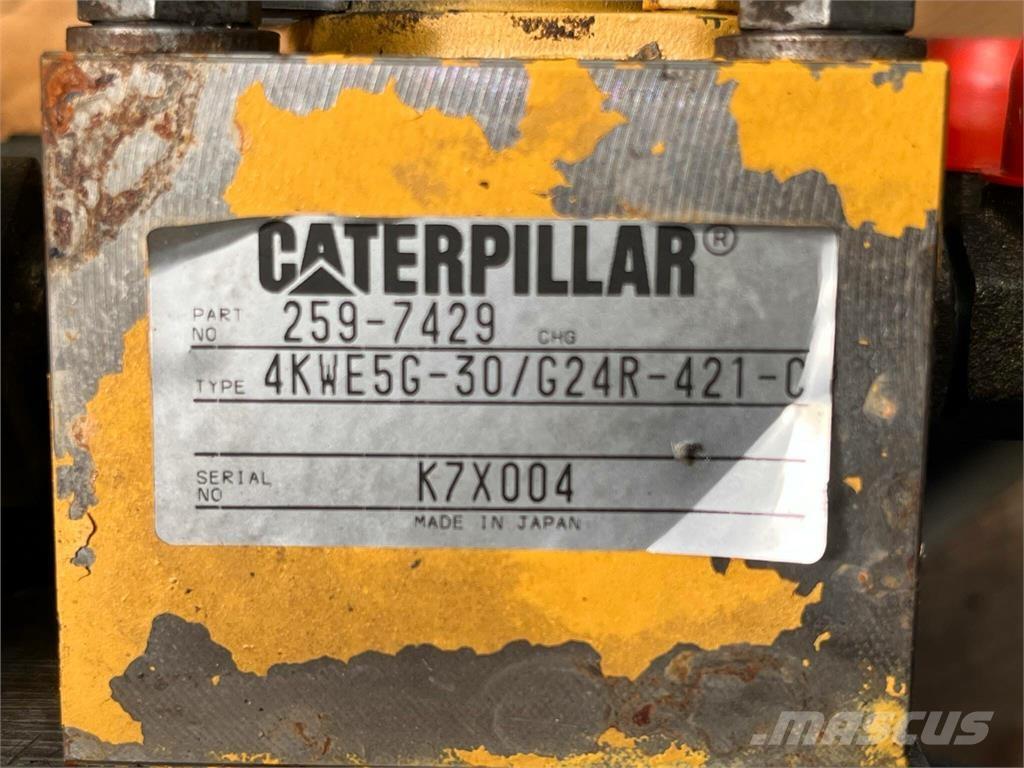 CATERPILLAR®
PART NO 259-7429 CHG
TYPE 4KWE5G-30/G24R-421-C
SERIAL NO K7X004
MADE IN JAPAN
MASCUS